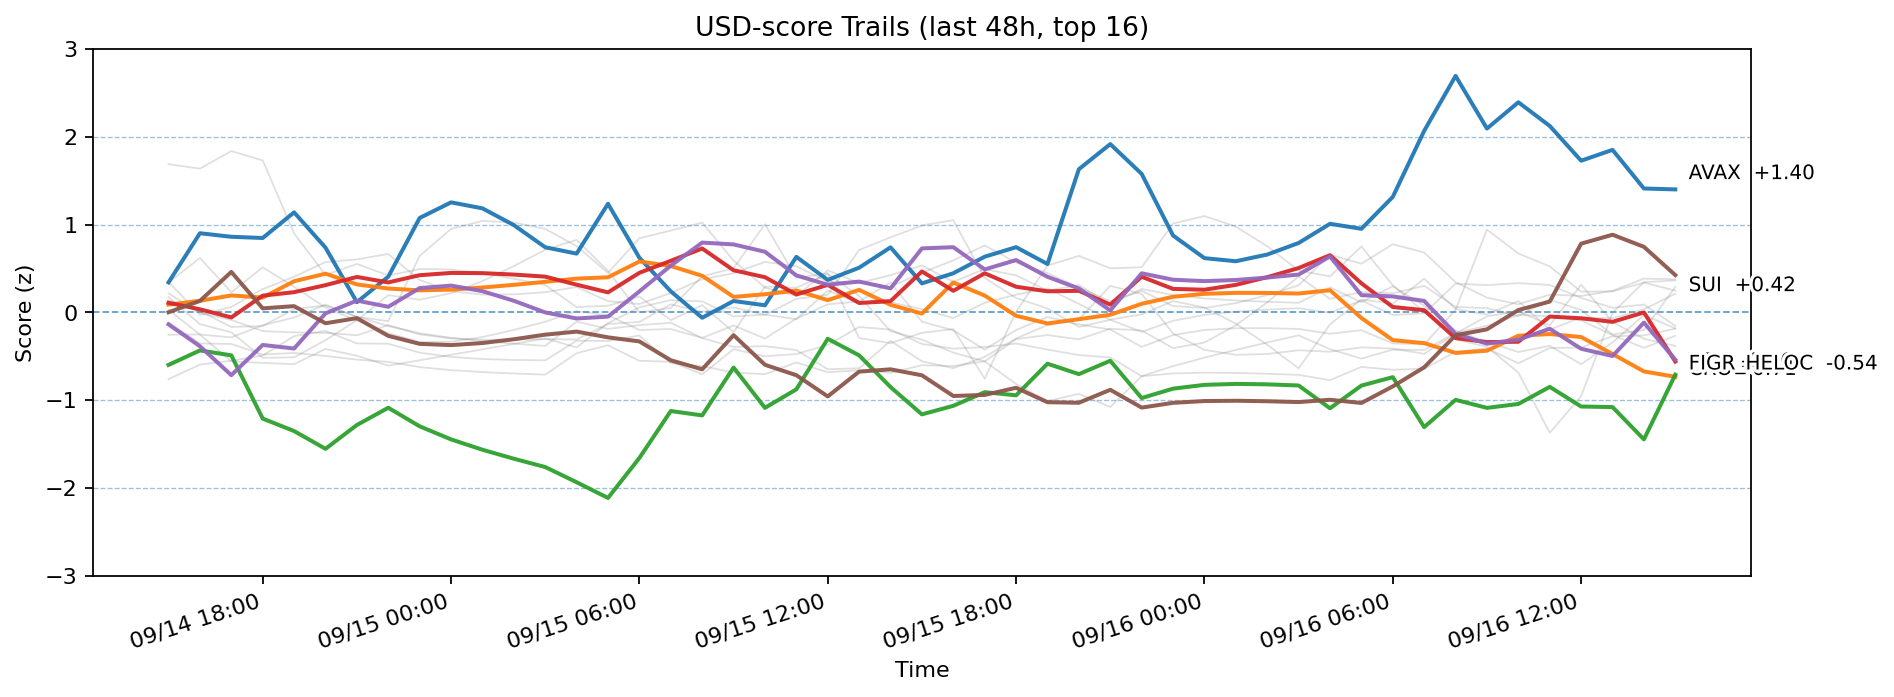 USD-score Trails (last 48h, top 16)
Score (z)
3
2
1
0
−1
−2
−3
AVAX +1.40
SUI +0.42
FIGR_HELOC -0.54
09/14 18:00
09/15 00:00
09/15 06:00
09/15 12:00
09/15 18:00
09/16 00:00
09/16 06:00
09/16 12:00
Time